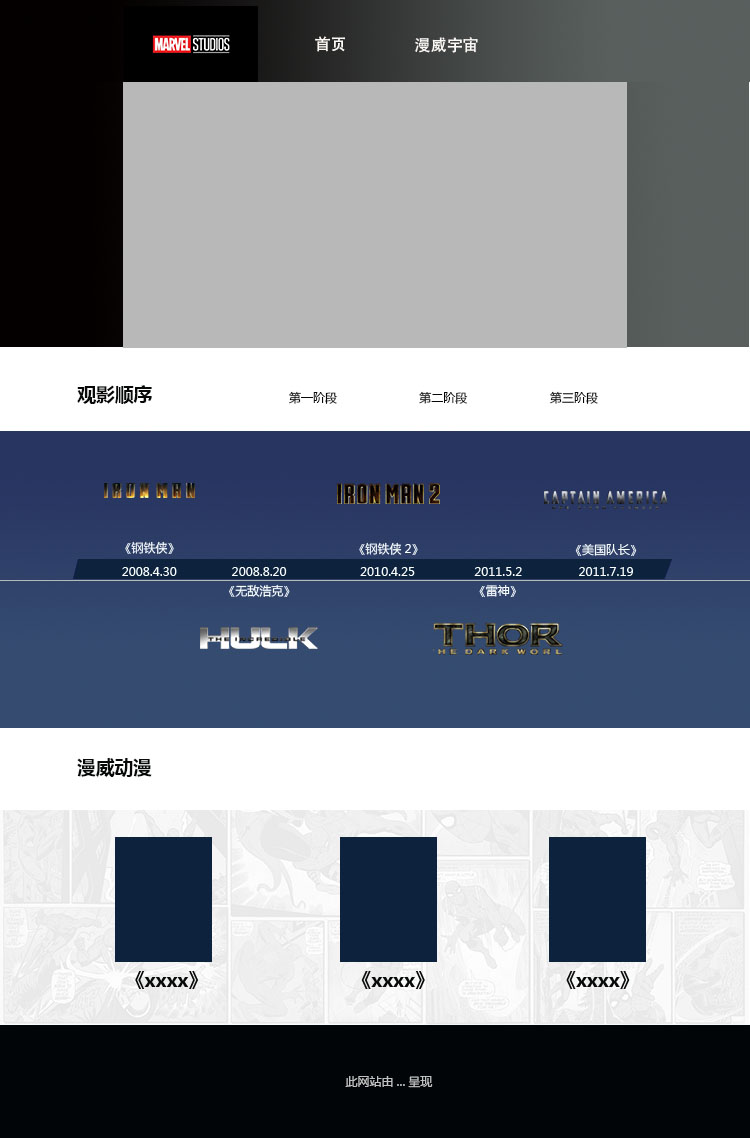 MARVEL STUDIOS 首页 漫威宇宙
观影顺序 第一阶段 第二阶段 第三阶段
IRON MAN IRON MAN 2 CAPTAIN AMERICA
《钢铁侠》 《钢铁侠 2》 《美国队长》
2008.4.30 2008.8.20 2010.4.25 2011.5.2 2011.7.19
《无敌浩克》 《雷神》
THE INCREDIBLE HULK THOR
HE DARK WORL
漫威动漫
《xxxx》 《xxxx》 《xxxx》
此网站由 ... 呈现